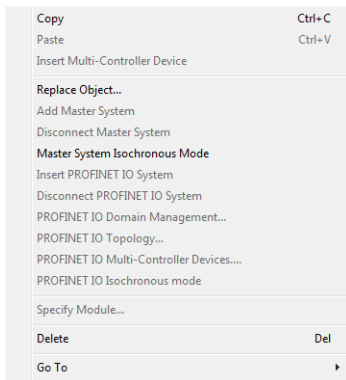 Copy Ctrl+C
Paste Ctrl+V
Insert Multi-Controller Device
Replace Object...
Add Master System
Disconnect Master System
Master System Isochronous Mode
Insert PROFINET IO System
Disconnect PROFINET IO System
PROFINET IO Domain Management...
PROFINET IO Topology...
PROFINET IO Multi-Controller Devices....
PROFINET IO Isochronous mode
Specify Module...
Delete Del
Go To